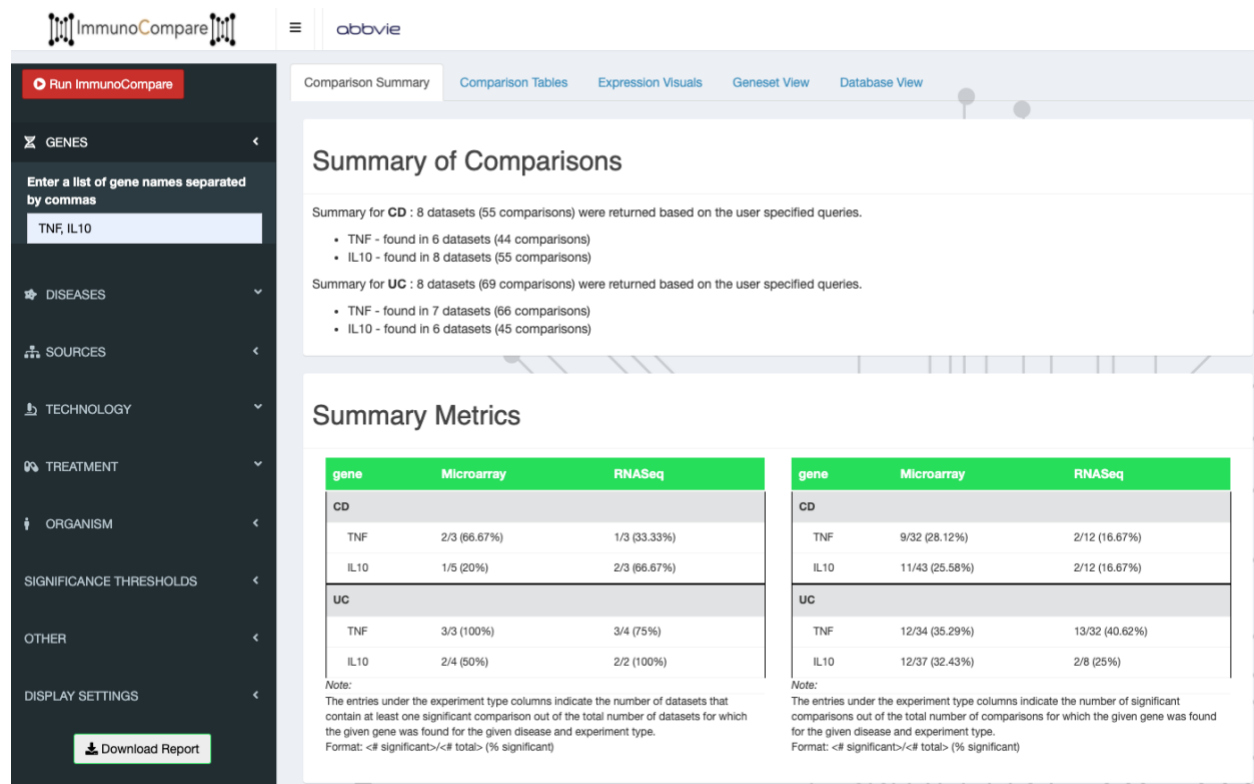 ImmunoCompare
abbvie
Run ImmunoCompare
Comparison Summary
Comparison Tables
Expression Visuals
Geneset View
Database View
GENES
Enter a list of gene names separated
by commas
TNF, IL10
DISEASES
SOURCES
TECHNOLOGY
TREATMENT
ORGANISM
SIGNIFICANCE THRESHOLDS
OTHER
DISPLAY SETTINGS
Download Report
Summary of Comparisons
Summary for CD : 8 datasets (55 comparisons) were returned based on the user specified queries.
• TNF - found in 6 datasets (44 comparisons)
• IL10 - found in 8 datasets (55 comparisons)
Summary for UC : 8 datasets (69 comparisons) were returned based on the user specified queries.
• TNF - found in 7 datasets (66 comparisons)
• IL10 - found in 6 datasets (45 comparisons)
Summary Metrics
gene Microarray RNASeq
CD
TNF 2/3 (66.67%) 1/3 (33.33%)
IL10 1/5 (20%) 2/3 (66.67%)
UC
TNF 3/3 (100%) 3/4 (75%)
IL10 2/4 (50%) 2/2 (100%)
Note:
The entries under the experiment type columns indicate the number of datasets that
contain at least one significant comparison out of the total number of datasets for which
the given gene was found for the given disease and experiment type.
Format: <# significant>/<# total> (% significant)
gene Microarray RNASeq
CD
TNF 9/32 (28.12%) 2/12 (16.67%)
IL10 11/43 (25.58%) 2/12 (16.67%)
UC
TNF 12/34 (35.29%) 13/32 (40.62%)
IL10 12/37 (32.43%) 2/8 (25%)
Note:
The entries under the experiment type columns indicate the number of significant
comparisons out of the total number of comparisons for which the given gene was found
for the given disease and experiment type.
Format: <# significant>/<# total> (% significant)